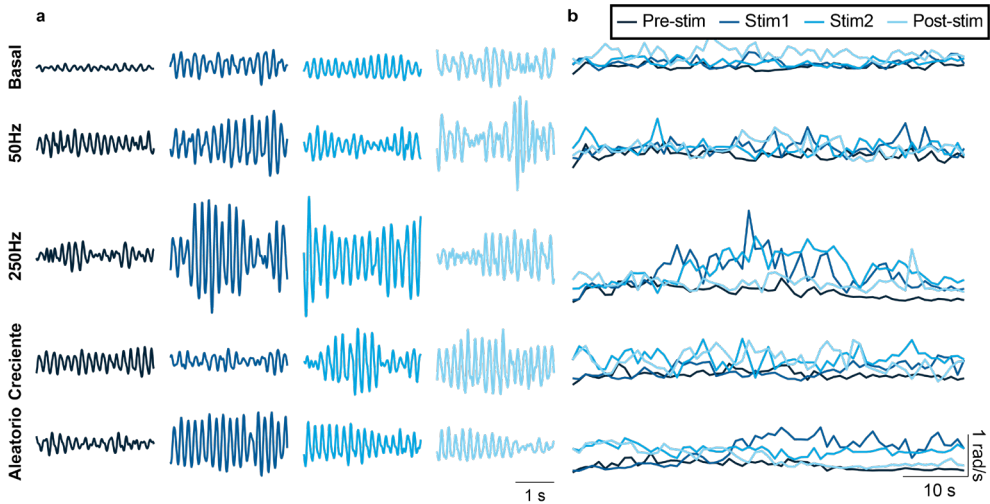 a
b
Pre-stim Stim1 Stim2 Post-stim
Basal
50Hz
250Hz
Creciente
Aleatorio
1 s
10 s
1 rad/s